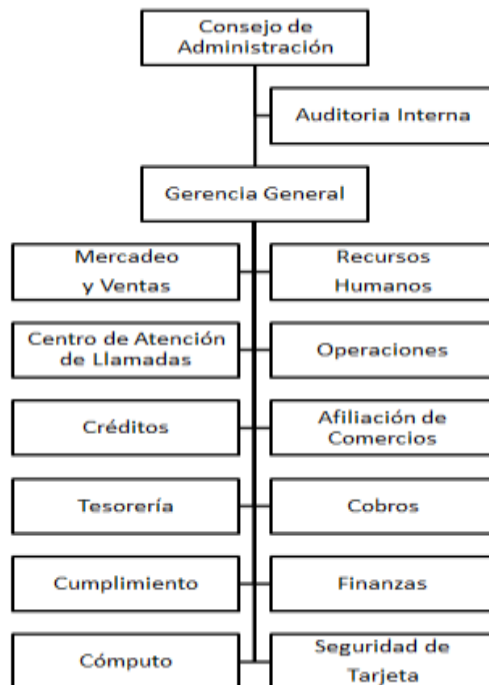 Consejo de
Administración
Auditoria Interna
Gerencia General
Mercadeo
y Ventas
Recursos
Humanos
Centro de Atención
de Llamadas
Operaciones
Créditos
Afiliación de
Comercios
Tesorería
Cobros
Cumplimiento
Finanzas
Cómputo
Seguridad de
Tarjeta